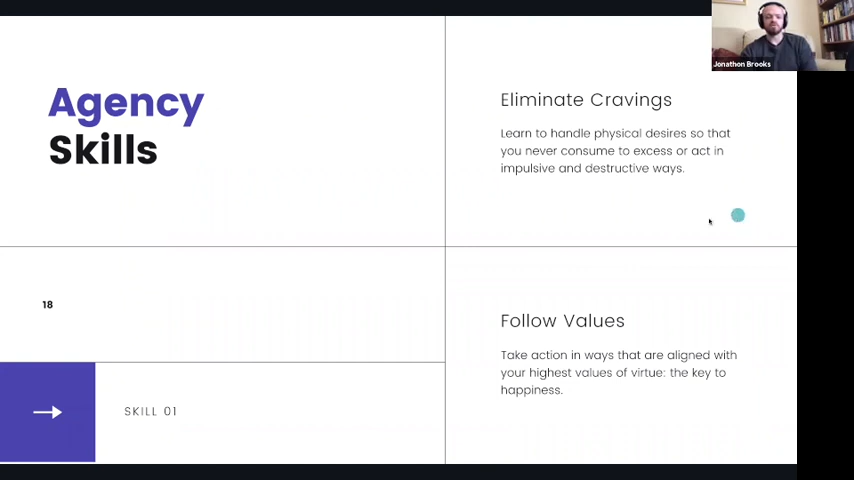 Agency
Skills
18
SKILL 01
Eliminate Cravings
Learn to handle physical desires so that
you never consume to excess or act in
impulsive and destructive ways.
Follow Values
Take action in ways that are aligned with
your highest values of virtue: the key to
happiness.
Jonathon Brooks